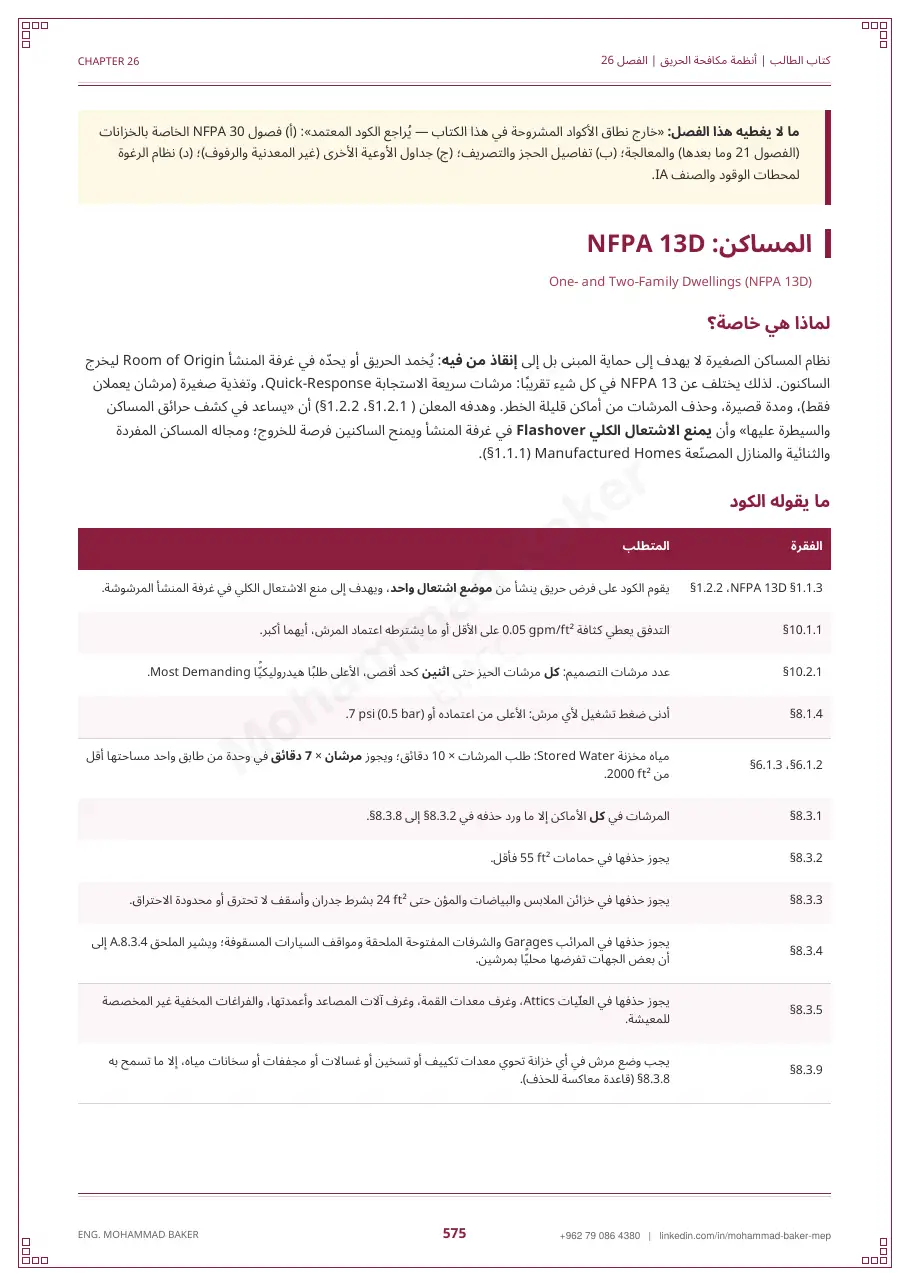 كتاب الطالب | أنظمة مكافحة الحريق | الفصل 26
CHAPTER 26
ما لا يغطيه هذا الفصل: «خارج نطاق الأكواد المشروحة في هذا الكتاب — يُراجع الكود المعتمد»: (أ) فصول NFPA 30 الخاصة بالخزانات
(الفصول 21 وما بعدها) والمعالجة؛ (ب) تفاصيل الحجز والتصريف؛ (ج) جداول الأوعية الأخرى (غير المعدنية والرفوف)؛ (د) نظام الرغوة
لمحطات الوقود والصنف IA.
المساكن: NFPA 13D
One- and Two-Family Dwellings (NFPA 13D)
لماذا هي خاصة؟
نظام المساكن الصغيرة لا يهدف إلى حماية المبنى بل إلى إنقاذ من فيه: يُخمد الحريق أو يحدّه في غرفة المنشأ Room of Origin ليخرج
الساكنون. لذلك يختلف عن NFPA 13 في كل شيء تقريبًا: مرشات سريعة الاستجابة Quick-Response، وتغذية صغيرة (مرشان يعملان
فقط)، ومدة قصيرة، وحذف المرشات من أماكن قليلة الخطر. وهدفه المعلن ( §1.2.1، §1.2.2) أن «يساعد في كشف حرائق المساكن
والسيطرة عليها» وأن يمنع الاشتعال الكلي Flashover في غرفة المنشأ ويمنح الساكنين فرصة للخروج؛ ومجاله المساكن المفردة
والثنائية والمنازل المصنّعة Manufactured Homes (§1.1.1).
ما يقوله الكود
الفقرة
المتطلب
NFPA 13D §1.1.3، §1.2.2
يقوم الكود على فرض حريق ينشأ من موضع اشتعال واحد، ويهدف إلى منع الاشتعال الكلي في غرفة المنشأ المرشوشة.
§10.1.1
التدفق يعطي كثافة 0.05 gpm/ft² على الأقل أو ما يشترطه اعتماد المرش، أيهما أكبر.
§10.2.1
عدد مرشات التصميم: كل مرشات الحيز حتى اثنين كحد أقصى، الأعلى طلبًا هيدروليكيًّا Most Demanding.
§8.1.4
أدنى ضغط تشغيل لأي مرش: الأعلى من اعتماده أو 7 psi (0.5 bar).
§6.1.2، §6.1.3
مياه مخزنة Stored Water: طلب المرشات × 10 دقائق؛ ويجوز مرشان × 7 دقائق في وحدة من طابق واحد مساحتها أقل
من 2000 ft².
§8.3.1
المرشات في كل الأماكن إلا ما ورد حذفه في §8.3.2 إلى §8.3.8.
§8.3.2
يجوز حذفها في حمامات 55 ft² فأقل.
§8.3.3
يجوز حذفها في خزائن الملابس والبياضات والمؤن حتى 24 ft² بشرط جدران وأسقف لا تحترق أو محدودة الاحتراق.
§8.3.4
يجوز حذفها في المرائب Garages والشرفات المفتوحة الملحقة ومواقف السيارات المسقوفة؛ ويشير الملحق A.8.3.4 إلى
أن بعض الجهات تفرضها محليًّا بمرشين.
§8.3.5
يجوز حذفها في العلّيات Attics، وغرف معدات القمة، وغرف آلات المصاعد وأعمدتها، والفراغات المخفية غير المخصصة
للمعيشة.
§8.3.9
يجب وضع مرش في أي خزانة تحوي معدات تكييف أو تسخين أو غسالات أو مجففات أو سخانات مياه، إلا ما تسمح به
§8.3.8 (قاعدة معاكسة للحذف).
ENG. MOHAMMAD BAKER
575
+962 79 086 4380 | linkedin.com/in/mohammad-baker-mep